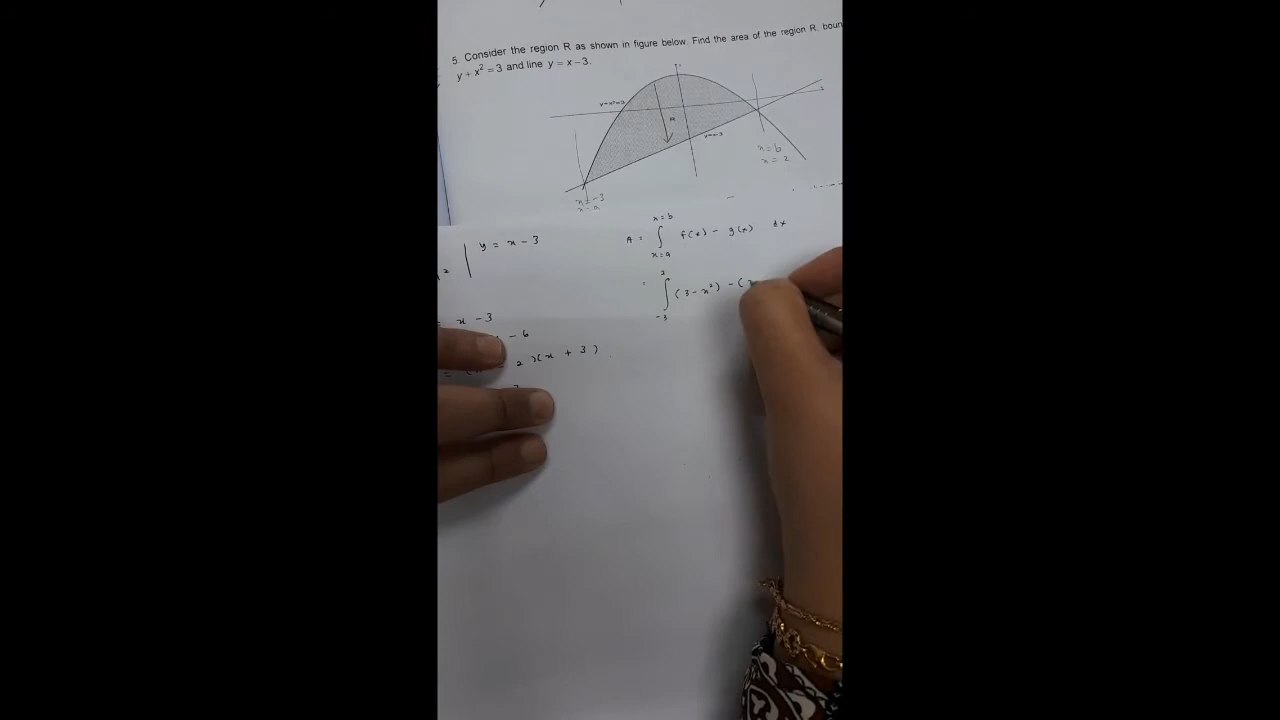 5. Consider the region R as shown in figure below. Find the area of the region R, boun
y + x² = 3 and line y = x − 3.
y+x²=3
R
y=x-3
x = b
x = 2
x = -3
x = a
y = x - 3
A = ∫ x=a x=b f(x) - g(x) dx
= ∫ -3 2 (3 - x²) - (x
x - 3
- 6
2 )(x + 3 )